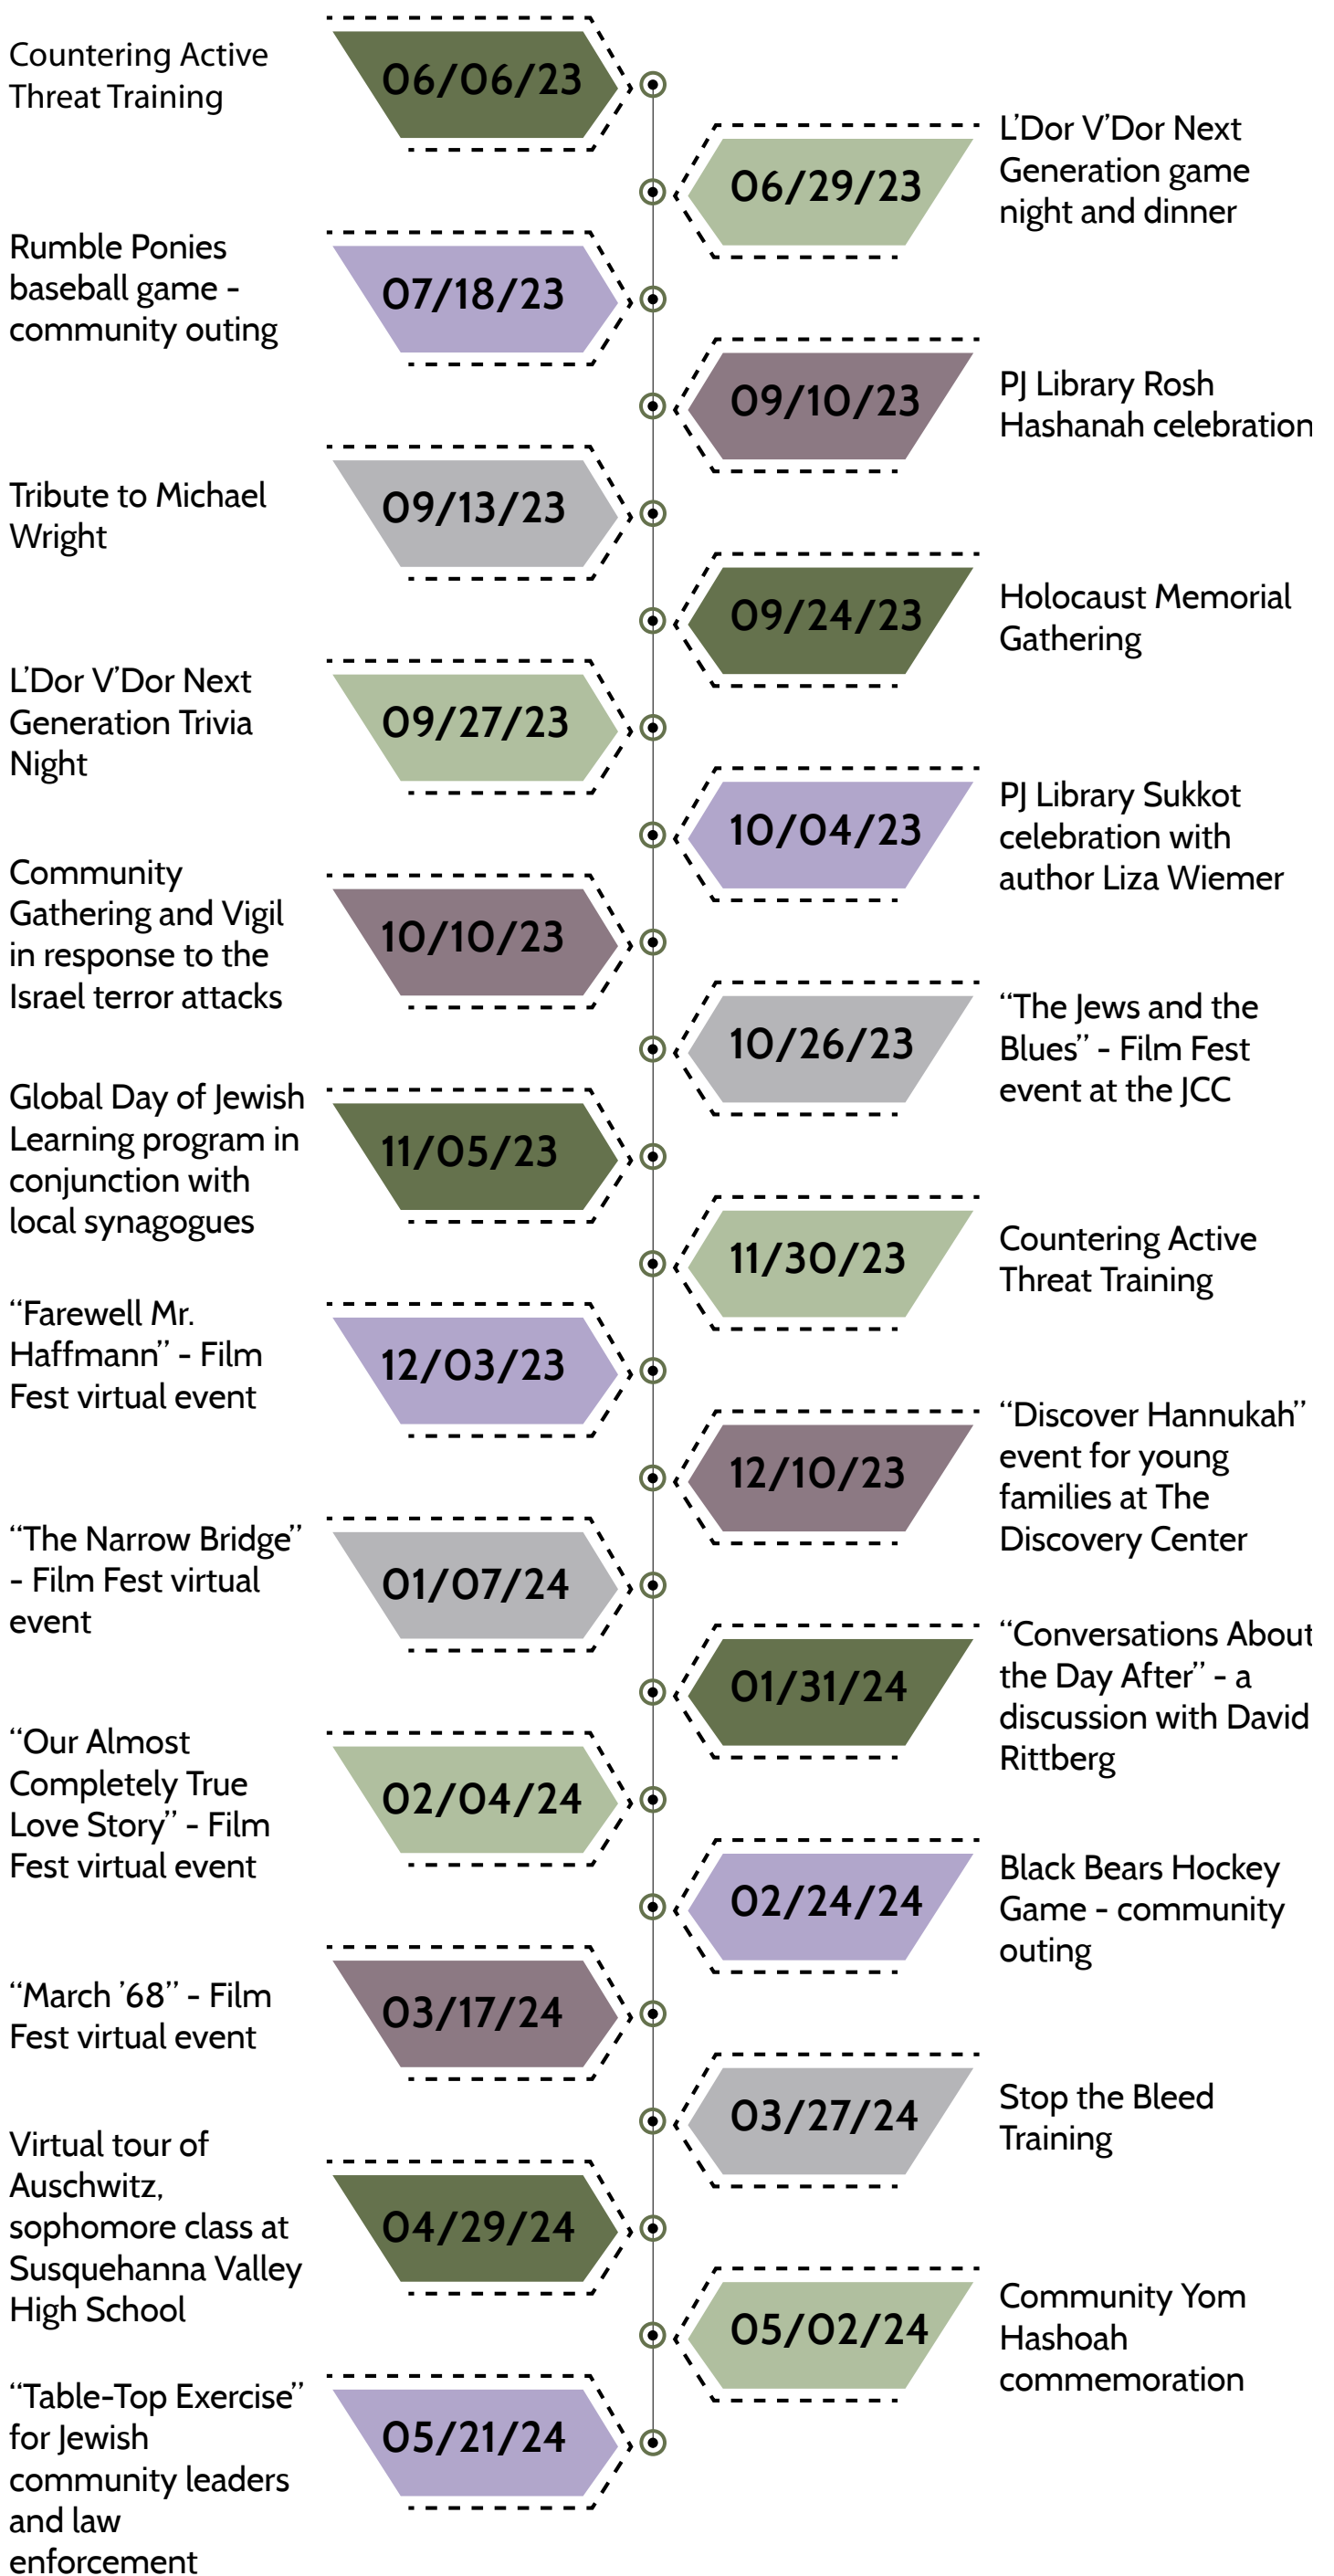 Countering Active
Threat Training
06/06/23
06/29/23
L’Dor V’Dor Next
Generation game
night and dinner
Rumble Ponies
baseball game -
community outing
07/18/23
09/10/23
PJ Library Rosh
Hashanah celebration
Tribute to Michael
Wright
09/13/23
09/24/23
Holocaust Memorial
Gathering
L’Dor V’Dor Next
Generation Trivia
Night
09/27/23
10/04/23
PJ Library Sukkot
celebration with
author Liza Wiemer
Community
Gathering and Vigil
in response to the
Israel terror attacks
10/10/23
10/26/23
“The Jews and the
Blues” - Film Fest
event at the JCC
Global Day of Jewish
Learning program in
conjunction with
local synagogues
11/05/23
11/30/23
Countering Active
Threat Training
“Farewell Mr.
Haffmann” - Film
Fest virtual event
12/03/23
12/10/23
“Discover Hannukah”
event for young
families at The
Discovery Center
“The Narrow Bridge”
- Film Fest virtual
event
01/07/24
01/31/24
“Conversations About
the Day After” - a
discussion with David
Rittberg
“Our Almost
Completely True
Love Story” - Film
Fest virtual event
02/04/24
02/24/24
Black Bears Hockey
Game - community
outing
“March ’68” - Film
Fest virtual event
03/17/24
03/27/24
Stop the Bleed
Training
Virtual tour of
Auschwitz,
sophomore class at
Susquehanna Valley
High School
04/29/24
05/02/24
Community Yom
Hashoah
commemoration
“Table-Top Exercise”
for Jewish
community leaders
and law
enforcement
05/21/24